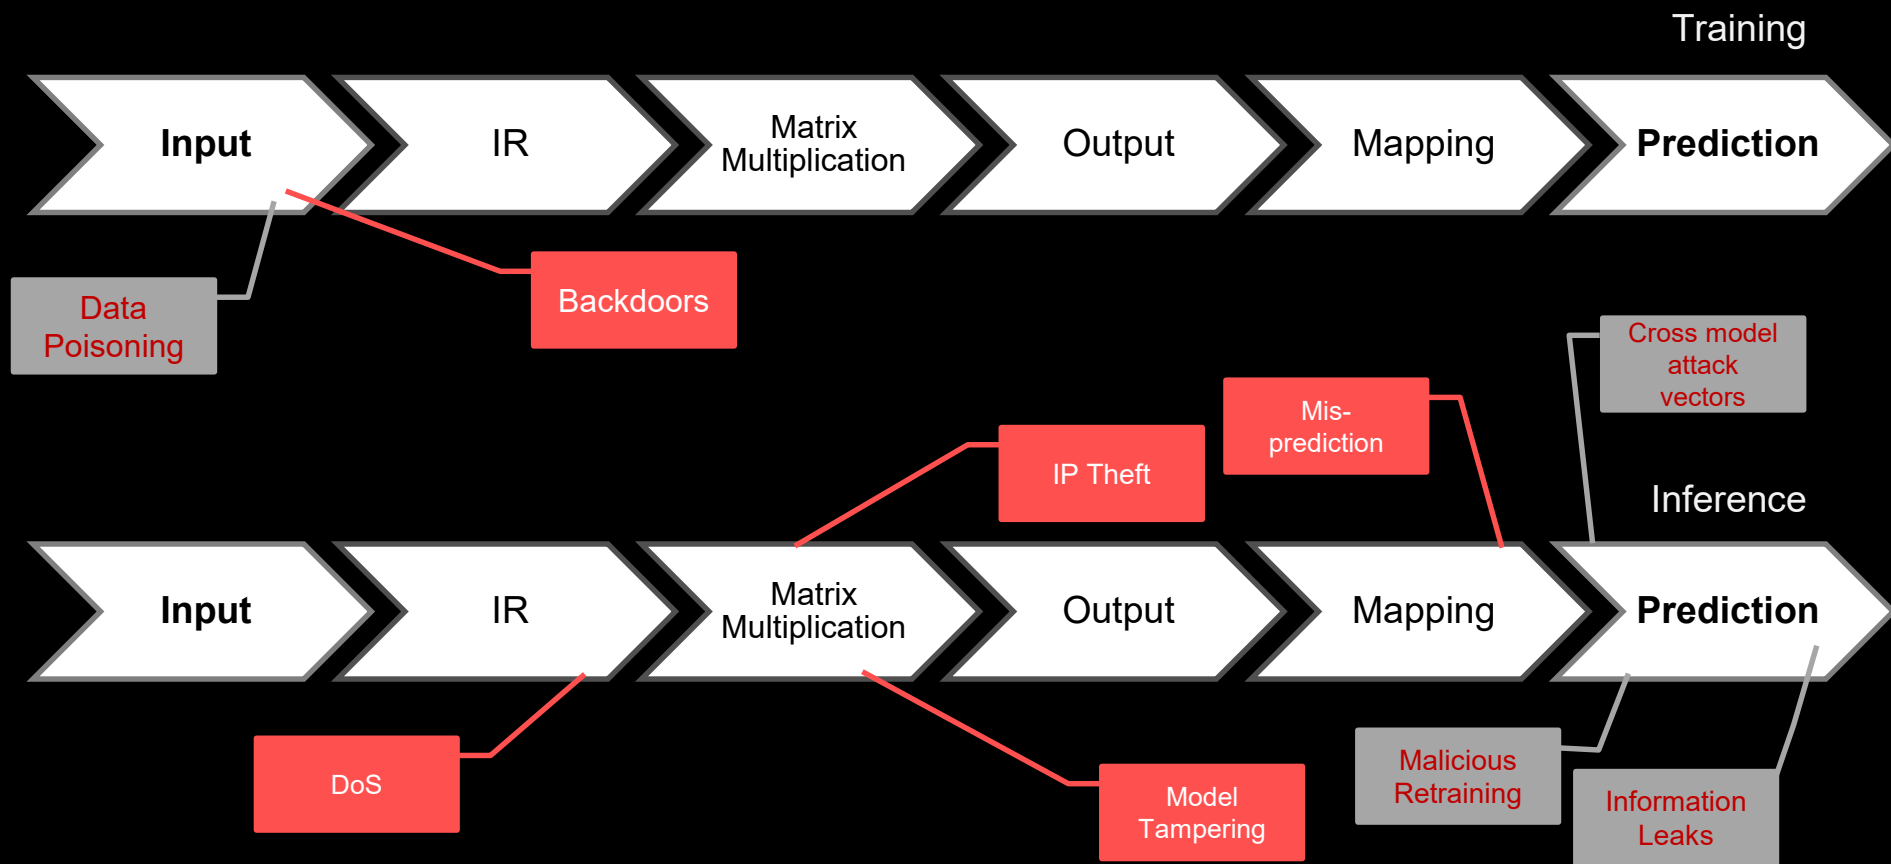 Training
Input
IR
Matrix
Multiplication
Output
Mapping
Prediction
Data
Poisoning
Backdoors
Cross model
attack
vectors
Mis-
prediction
IP Theft
Inference
Input
IR
Matrix
Multiplication
Output
Mapping
Prediction
DoS
Model
Tampering
Malicious
Retraining
Information
Leaks